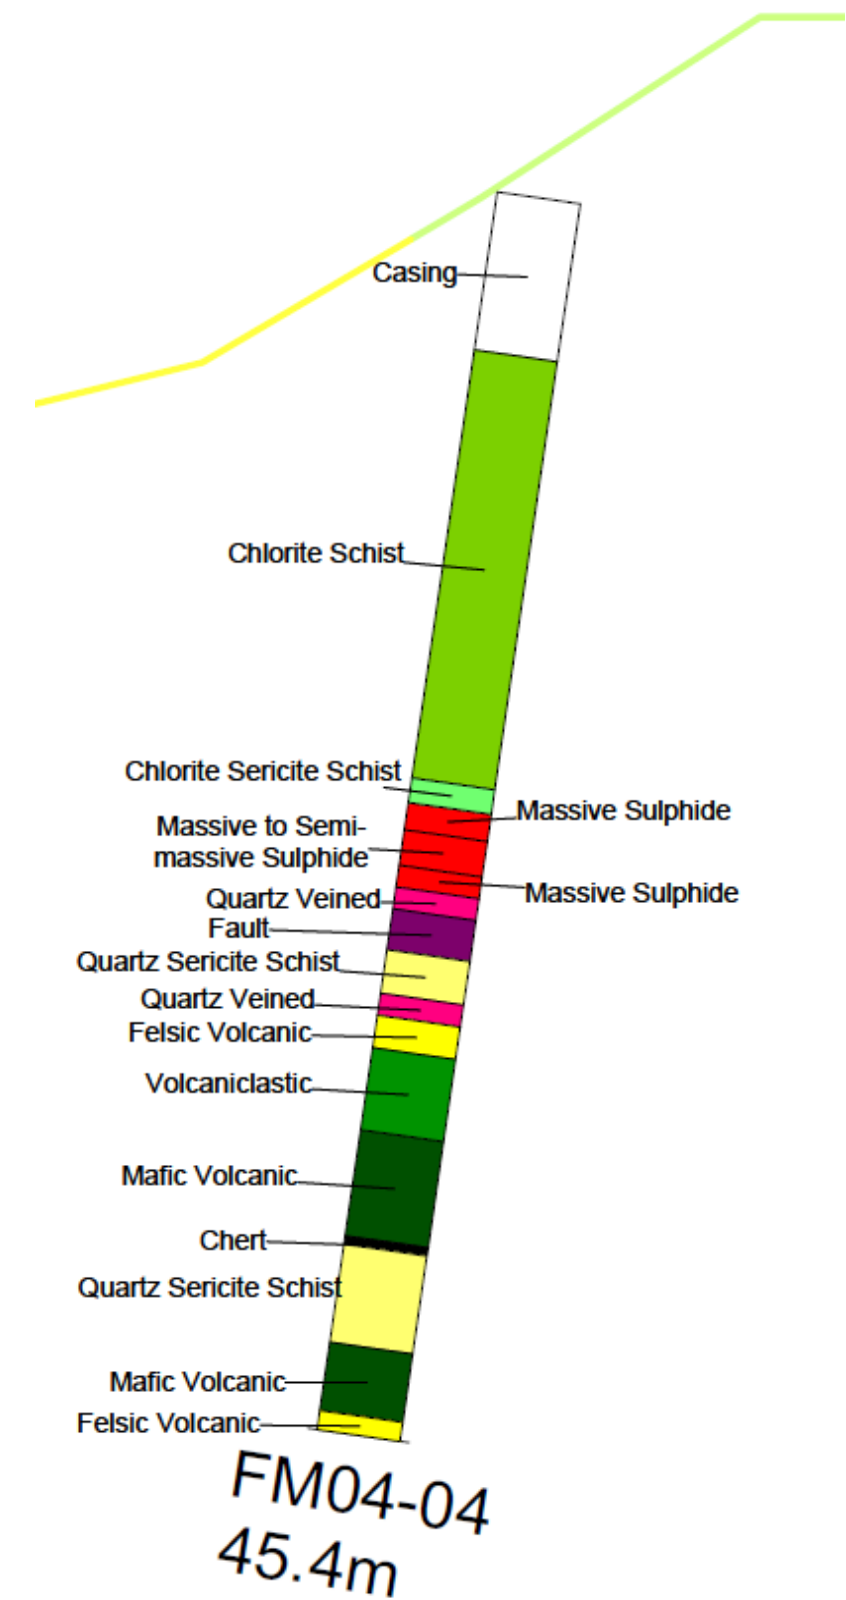 Casing
Chlorite Schist
Chlorite Sericite Schist
Massive Sulphide
Massive to Semi-
massive Sulphide
Massive Sulphide
Quartz Veined
Fault
Quartz Sericite Schist
Quartz Veined
Felsic Volcanic
Volcaniclastic
Mafic Volcanic
Chert
Quartz Sericite Schist
Mafic Volcanic
Felsic Volcanic
FM04-04
45.4m